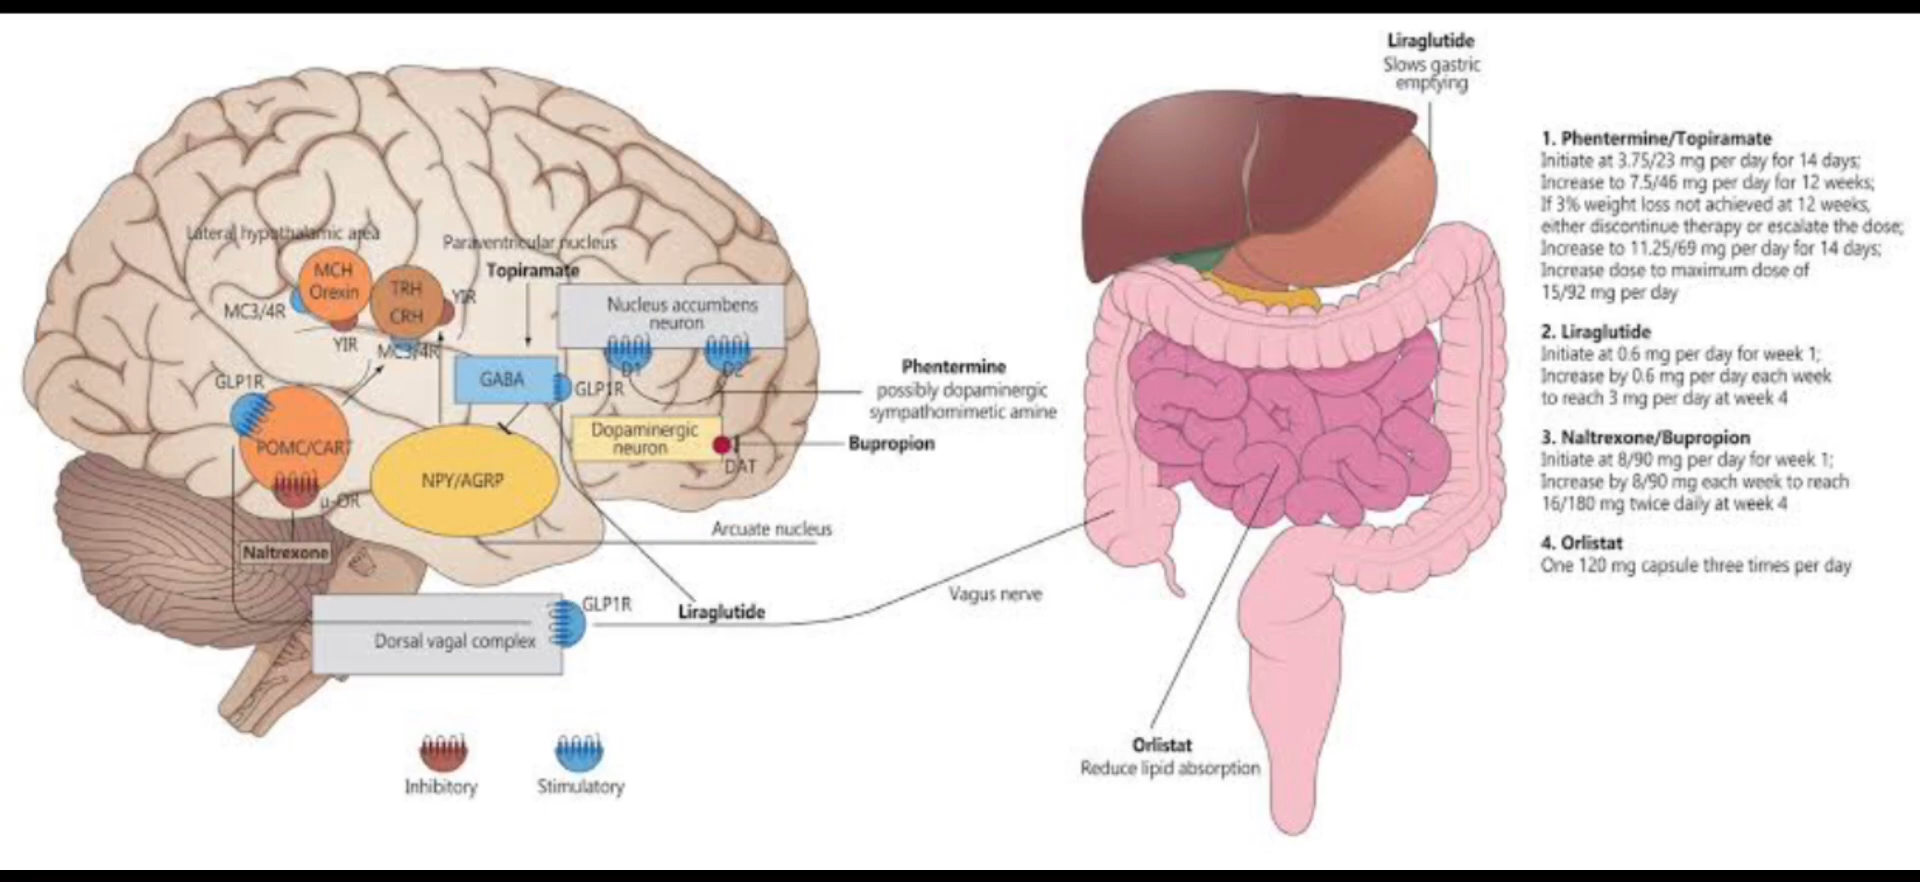 Liraglutide
Slows gastric
emptying
Lateral hypothalamic area
Paraventricular nucleus
Topiramate
MCH
Orexin
TRH
CRH
YIR
MC3/4R
YIR
MC3/4R
Nucleus accumbens
neuron
D1
D2
GLP1R
GABA
GLP1R
POMC/CART
μ-OR
Naltrexone
NPY/AGRP
Dopaminergic
neuron
DAT
Phentermine
possibly dopaminergic
sympathomimetic amine
Bupropion
Arcuate nucleus
Dorsal vagal complex
GLP1R
Liraglutide
Vagus nerve
Inhibitory
Stimulatory
Orlistat
Reduce lipid absorption
1. Phentermine/Topiramate
Initiate at 3.75/23 mg per day for 14 days;
Increase to 7.5/46 mg per day for 12 weeks;
If 3% weight loss not achieved at 12 weeks,
either discontinue therapy or escalate the dose;
Increase to 11.25/69 mg per day for 14 days;
Increase dose to maximum dose of
15/92 mg per day
2. Liraglutide
Initiate at 0.6 mg per day for week 1;
Increase by 0.6 mg per day each week
to reach 3 mg per day at week 4
3. Naltrexone/Bupropion
Initiate at 8/90 mg per day for week 1;
Increase by 8/90 mg each week to reach
16/180 mg twice daily at week 4
4. Orlistat
One 120 mg capsule three times per day